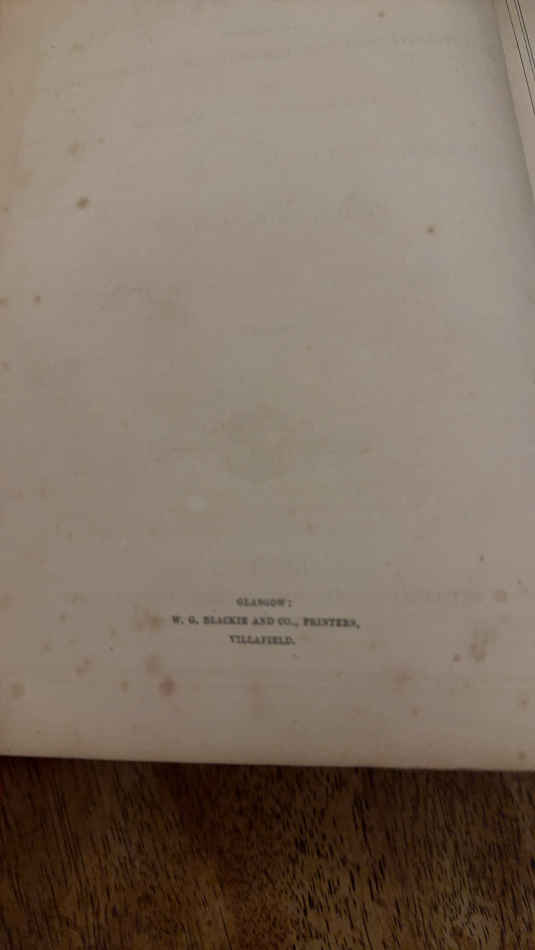 GLASGOW:
W. G. BLACKIE AND CO., PRINTERS,
VILLAFIELD.